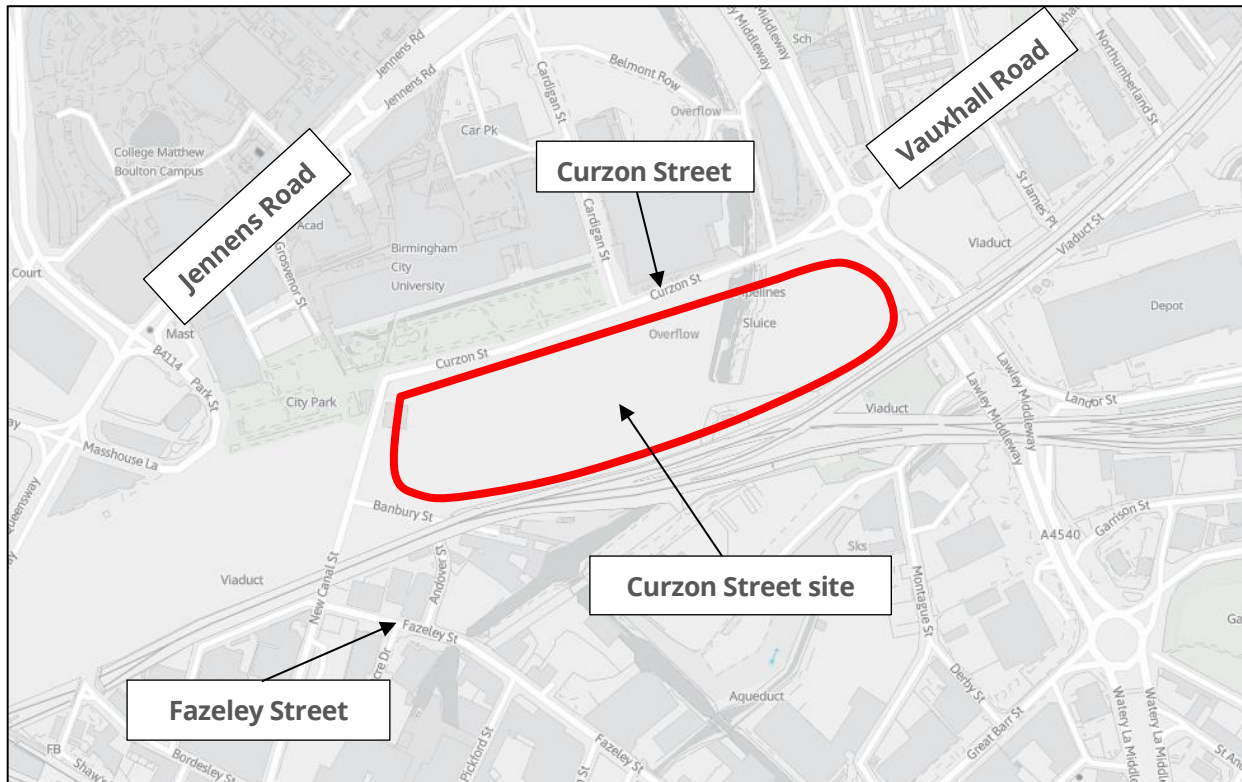 Sch
Middleway
Middleway
Northumberland St
Jennens Rd
Jennens Rd
Cardigan St
Belmont Row
Overflow
Vauxhall Road
Car Pk
College Matthew
Boulton Campus
Curzon Street
St James Pl
Viaduct St
Jennens Road
Acad
Grosvenor St
Birmingham
City
University
Cardigan St
Viaduct
Court
Curzon St
Pipelines
Sluice
Depot
Mast
Overflow
B4114
Park St
Curzon St
City Park
Lawley Middleway
Landor St
Viaduct
Lawley Middleway
Masshouse La
Queensway
Banbury St
Garrison St
A4540
Sks
Viaduct
New Canal St
Andover St
Curzon Street site
Montague St
Fazeley St
Derby St
Fazeley Street
Aqueduct
Great Barr St
Pickford St
Fazeley St
Watery La Middleway
FB
Bordesley St